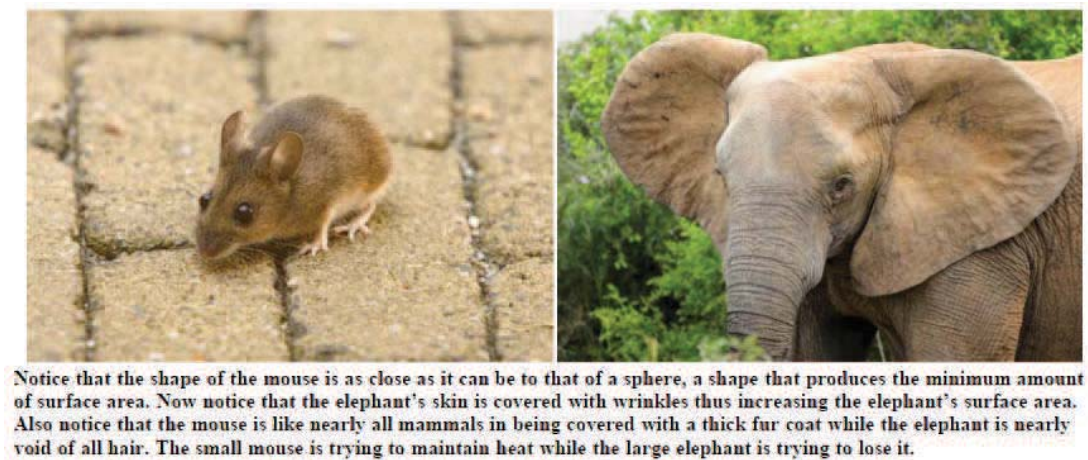 Notice that the shape of the mouse is as close as it can be to that of a sphere, a shape that produces the minimum amount
of surface area. Now notice that the elephant's skin is covered with wrinkles thus increasing the elephant's surface area.
Also notice that the mouse is like nearly all mammals in being covered with a thick fur coat while the elephant is nearly
void of all hair. The small mouse is trying to maintain heat while the large elephant is trying to lose it.